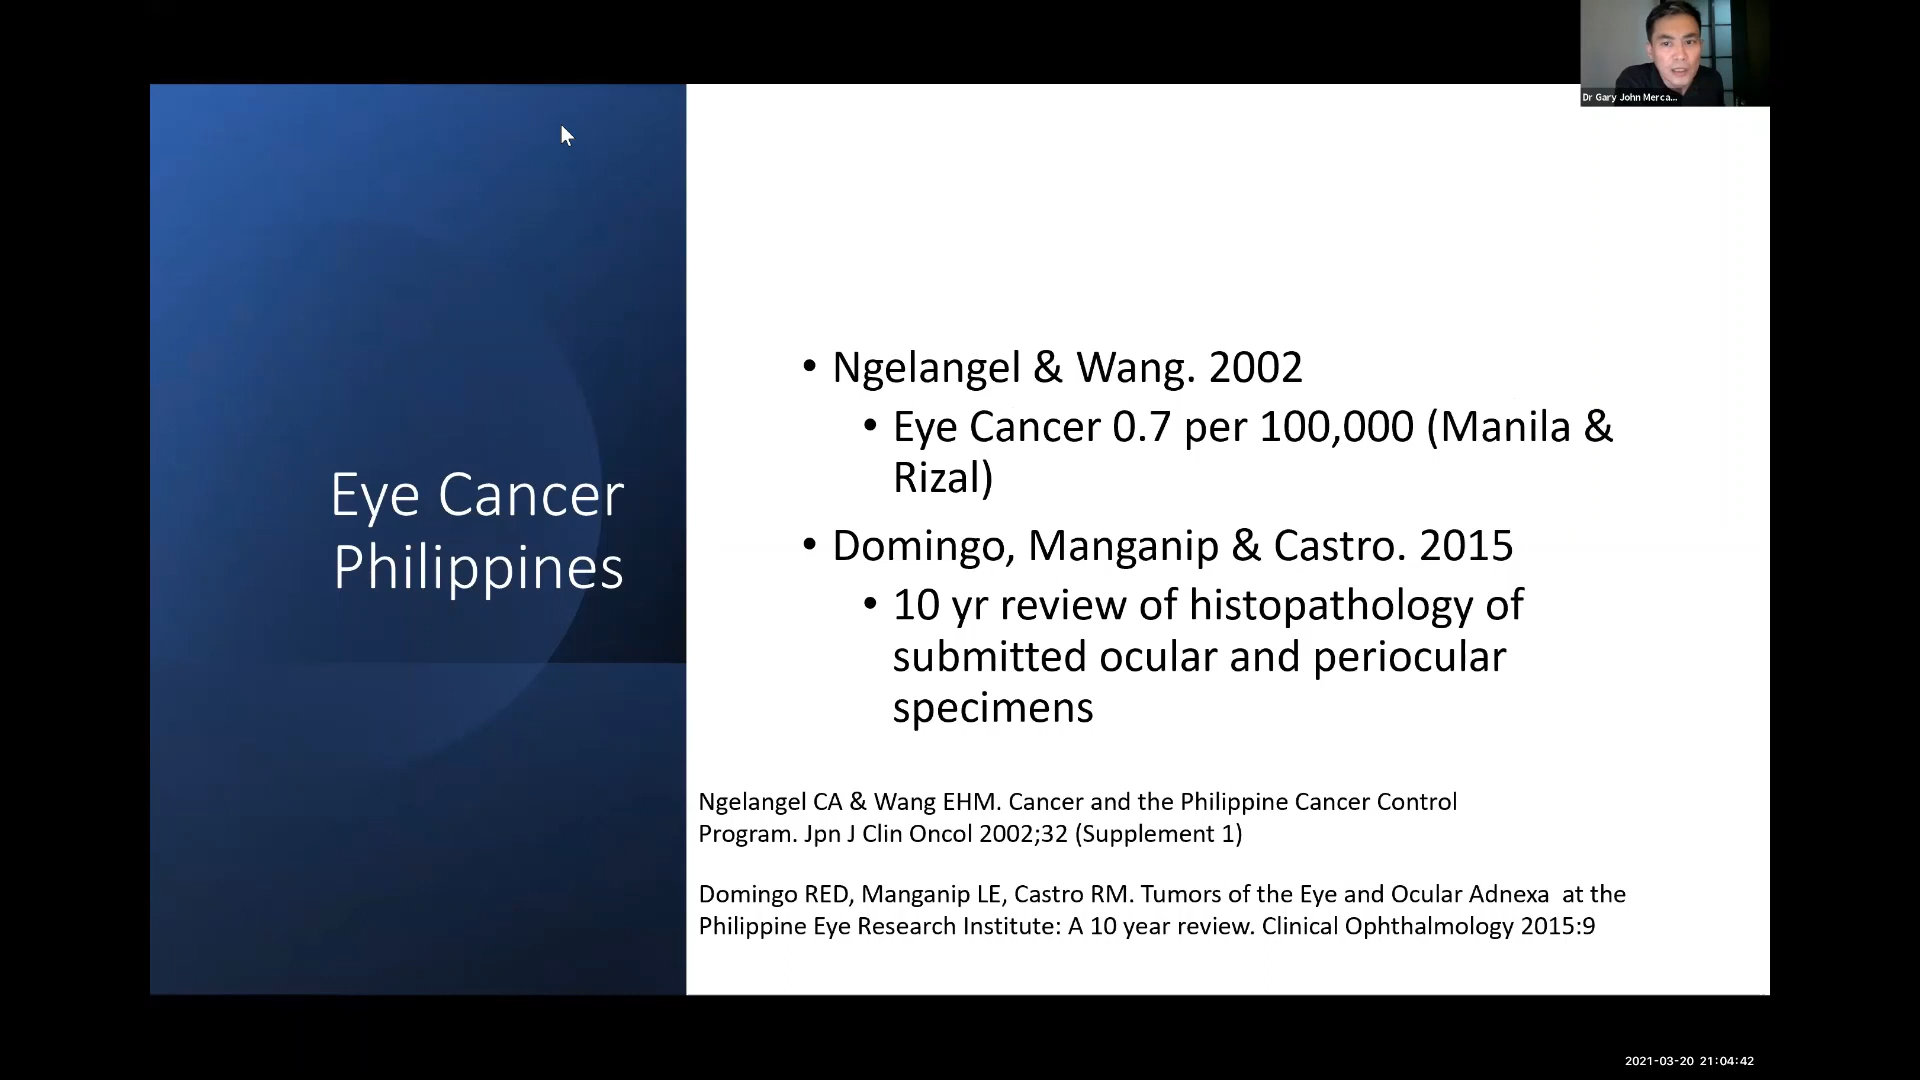 Dr Gary John Merca...
Eye Cancer
Philippines
• Ngelangel & Wang. 2002
• Eye Cancer 0.7 per 100,000 (Manila &
Rizal)
• Domingo, Manganip & Castro. 2015
• 10 yr review of histopathology of
submitted ocular and periocular
specimens
Ngelangel CA & Wang EHM. Cancer and the Philippine Cancer Control
Program. Jpn J Clin Oncol 2002;32 (Supplement 1)
Domingo RED, Manganip LE, Castro RM. Tumors of the Eye and Ocular Adnexa at the
Philippine Eye Research Institute: A 10 year review. Clinical Ophthalmology 2015:9
2021-03-20 21:04:42